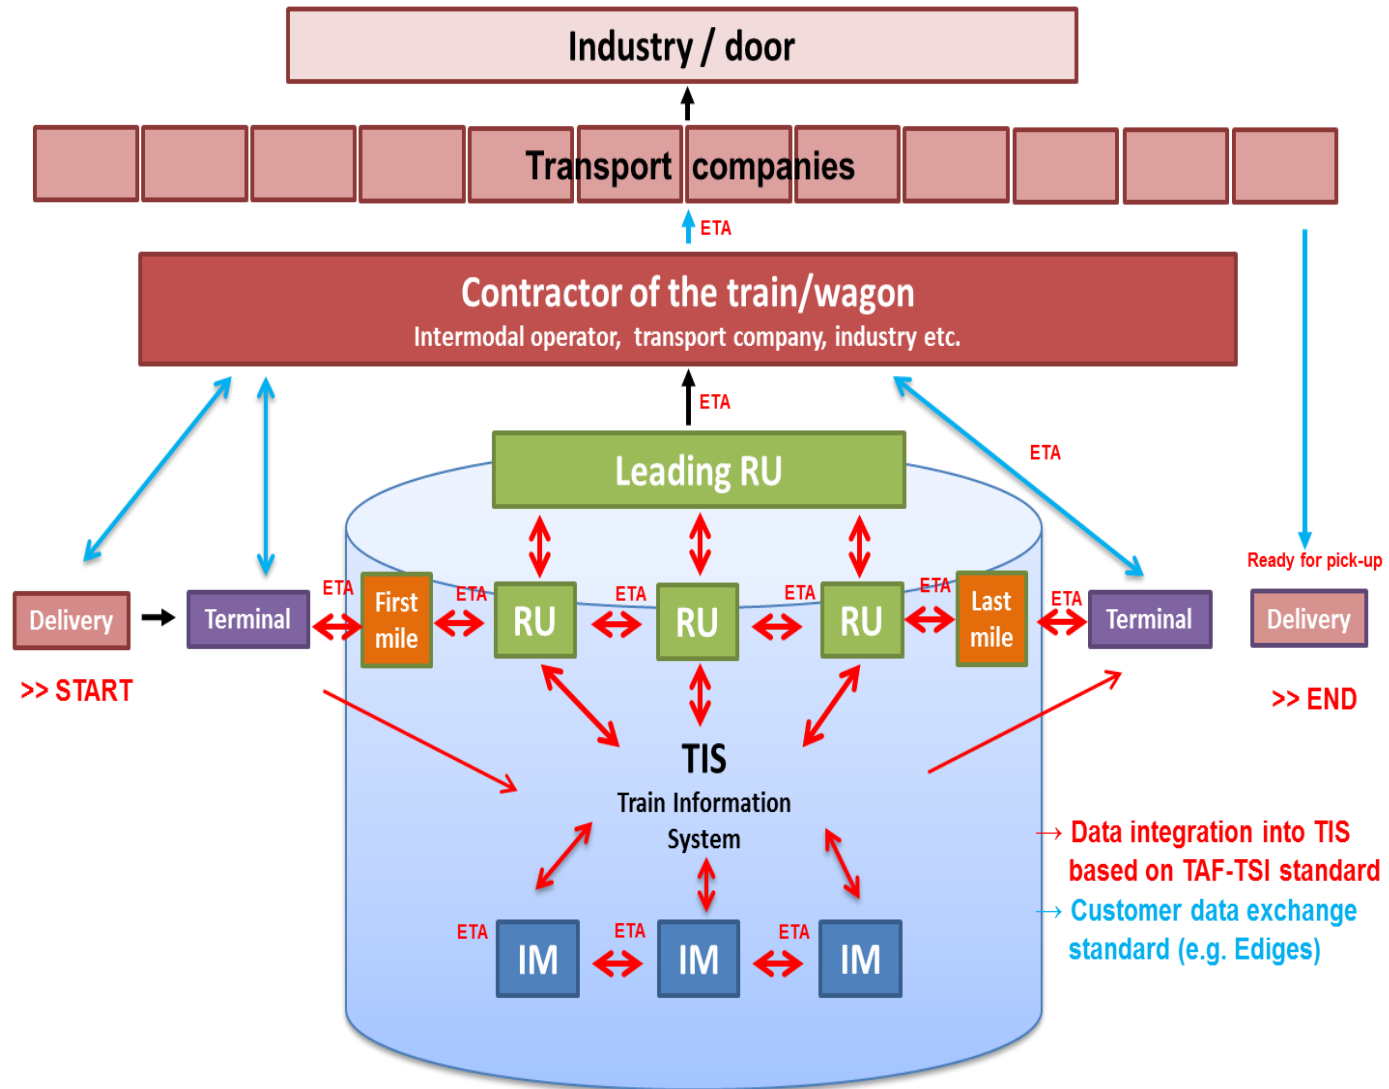 Industry / door
Transport companies
ETA
Contractor of the train/wagon
Intermodal operator, transport company, industry etc.
ETA
ETA
Leading RU
Ready for pick-up
ETA
ETA
ETA
ETA
ETA
ETA
Delivery
Terminal
First
mile
RU
RU
RU
Last
mile
Terminal
Delivery
>> START
>> END
TIS
Train Information
System
→ Data integration into TIS
based on TAF-TSI standard
→ Customer data exchange
standard (e.g. Ediges)
ETA
ETA
ETA
IM
IM
IM